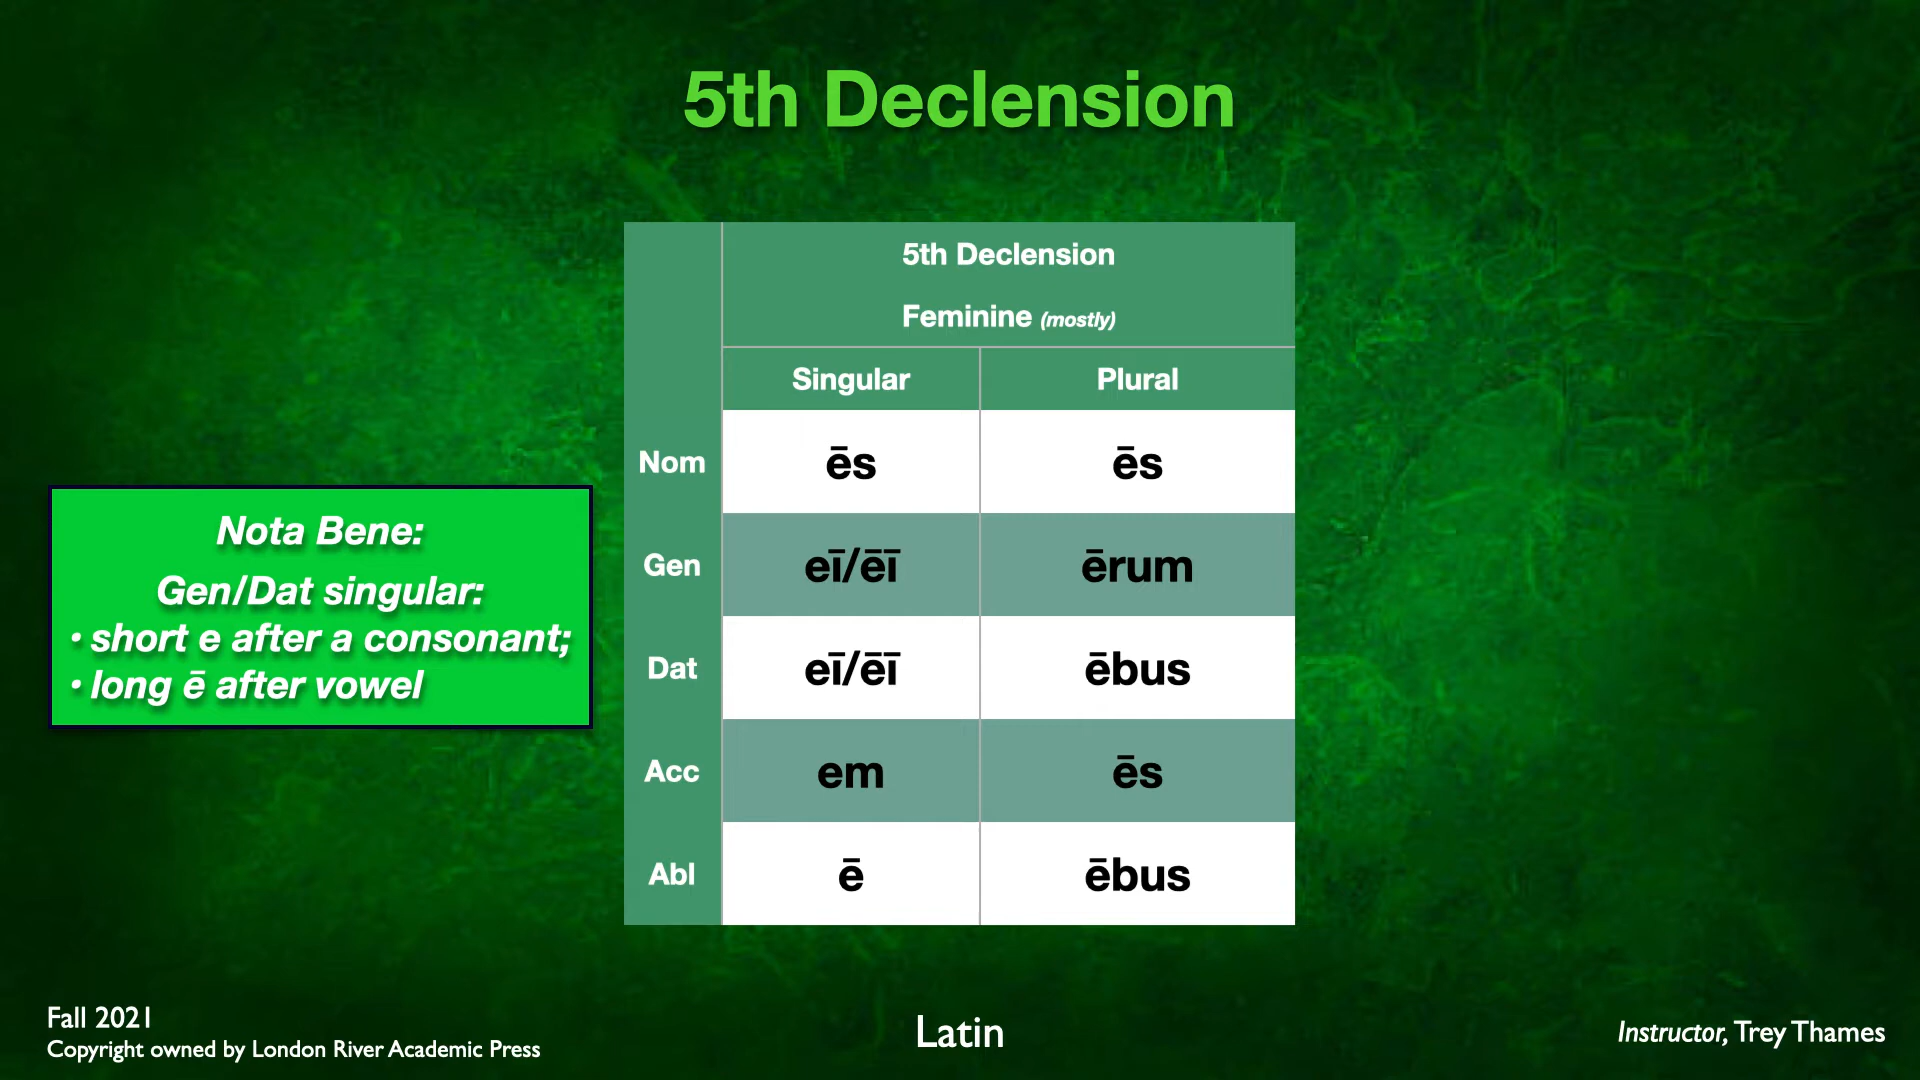 5th Declension
5th Declension
Feminine (mostly)
Singular Plural
Nom ēs ēs
Gen eī/ēī ērum
Dat eī/ēī ēbus
Acc em ēs
Abl ē ēbus
Nota Bene:
Gen/Dat singular:
• short e after a consonant;
• long ē after vowel
Fall 2021
Copyright owned by London River Academic Press
Latin
Instructor, Trey Thames